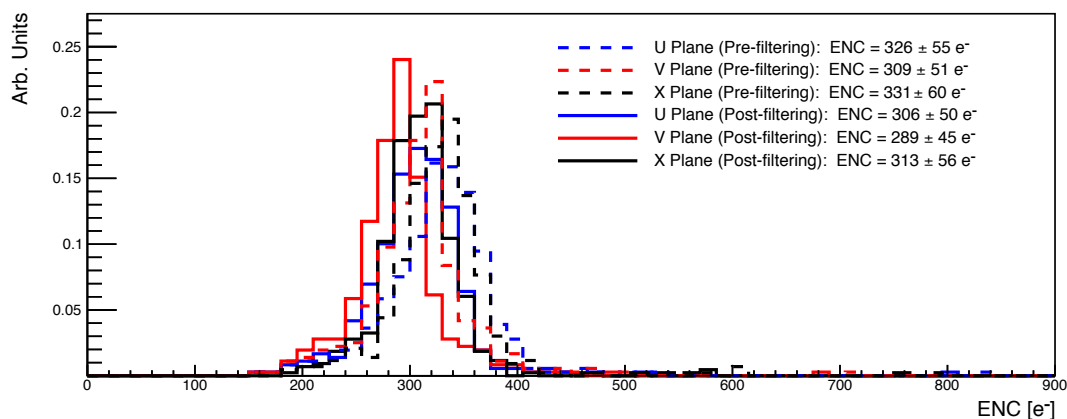 Arb. Units
0.25
0.2
0.15
0.1
0.05
U Plane (Pre-filtering): ENC = 326 ± 55 e⁻
V Plane (Pre-filtering): ENC = 309 ± 51 e⁻
X Plane (Pre-filtering): ENC = 331 ± 60 e⁻
U Plane (Post-filtering): ENC = 306 ± 50 e⁻
V Plane (Post-filtering): ENC = 289 ± 45 e⁻
X Plane (Post-filtering): ENC = 313 ± 56 e⁻
0 100 200 300 400 500 600 700 800 900
ENC [e⁻]